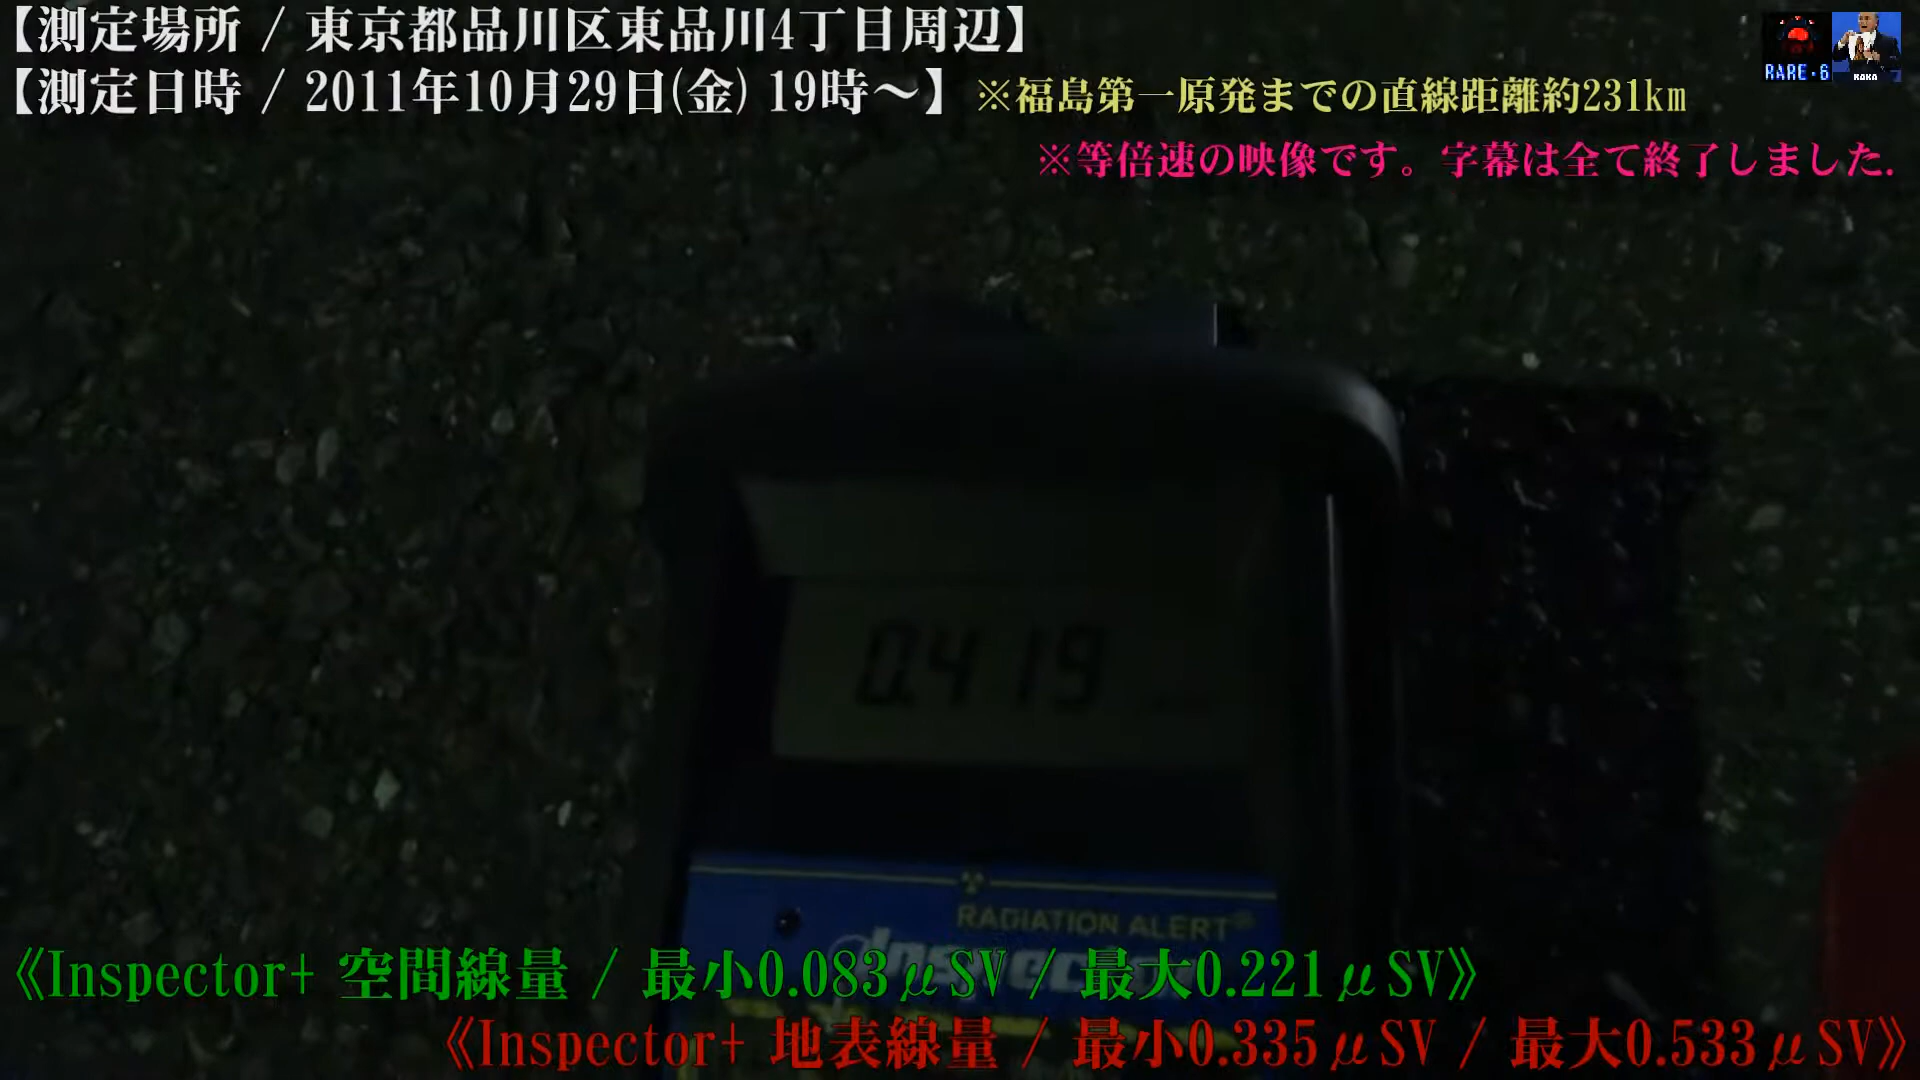 【測定場所 / 東京都品川区東品川4丁目周辺】
RARE・6
KAKA
【測定日時 / 2011年10月29日(金) 19時～】
※福島第一原発までの直線距離約231km
※等倍速の映像です。字幕は全て終了しました.
0.419
RADIATION ALERT®
《Inspector+ 空間線量 / 最小0.083μSV / 最大0.221μSV》
《Inspector+ 地表線量 / 最小0.335μSV / 最大0.533μSV》